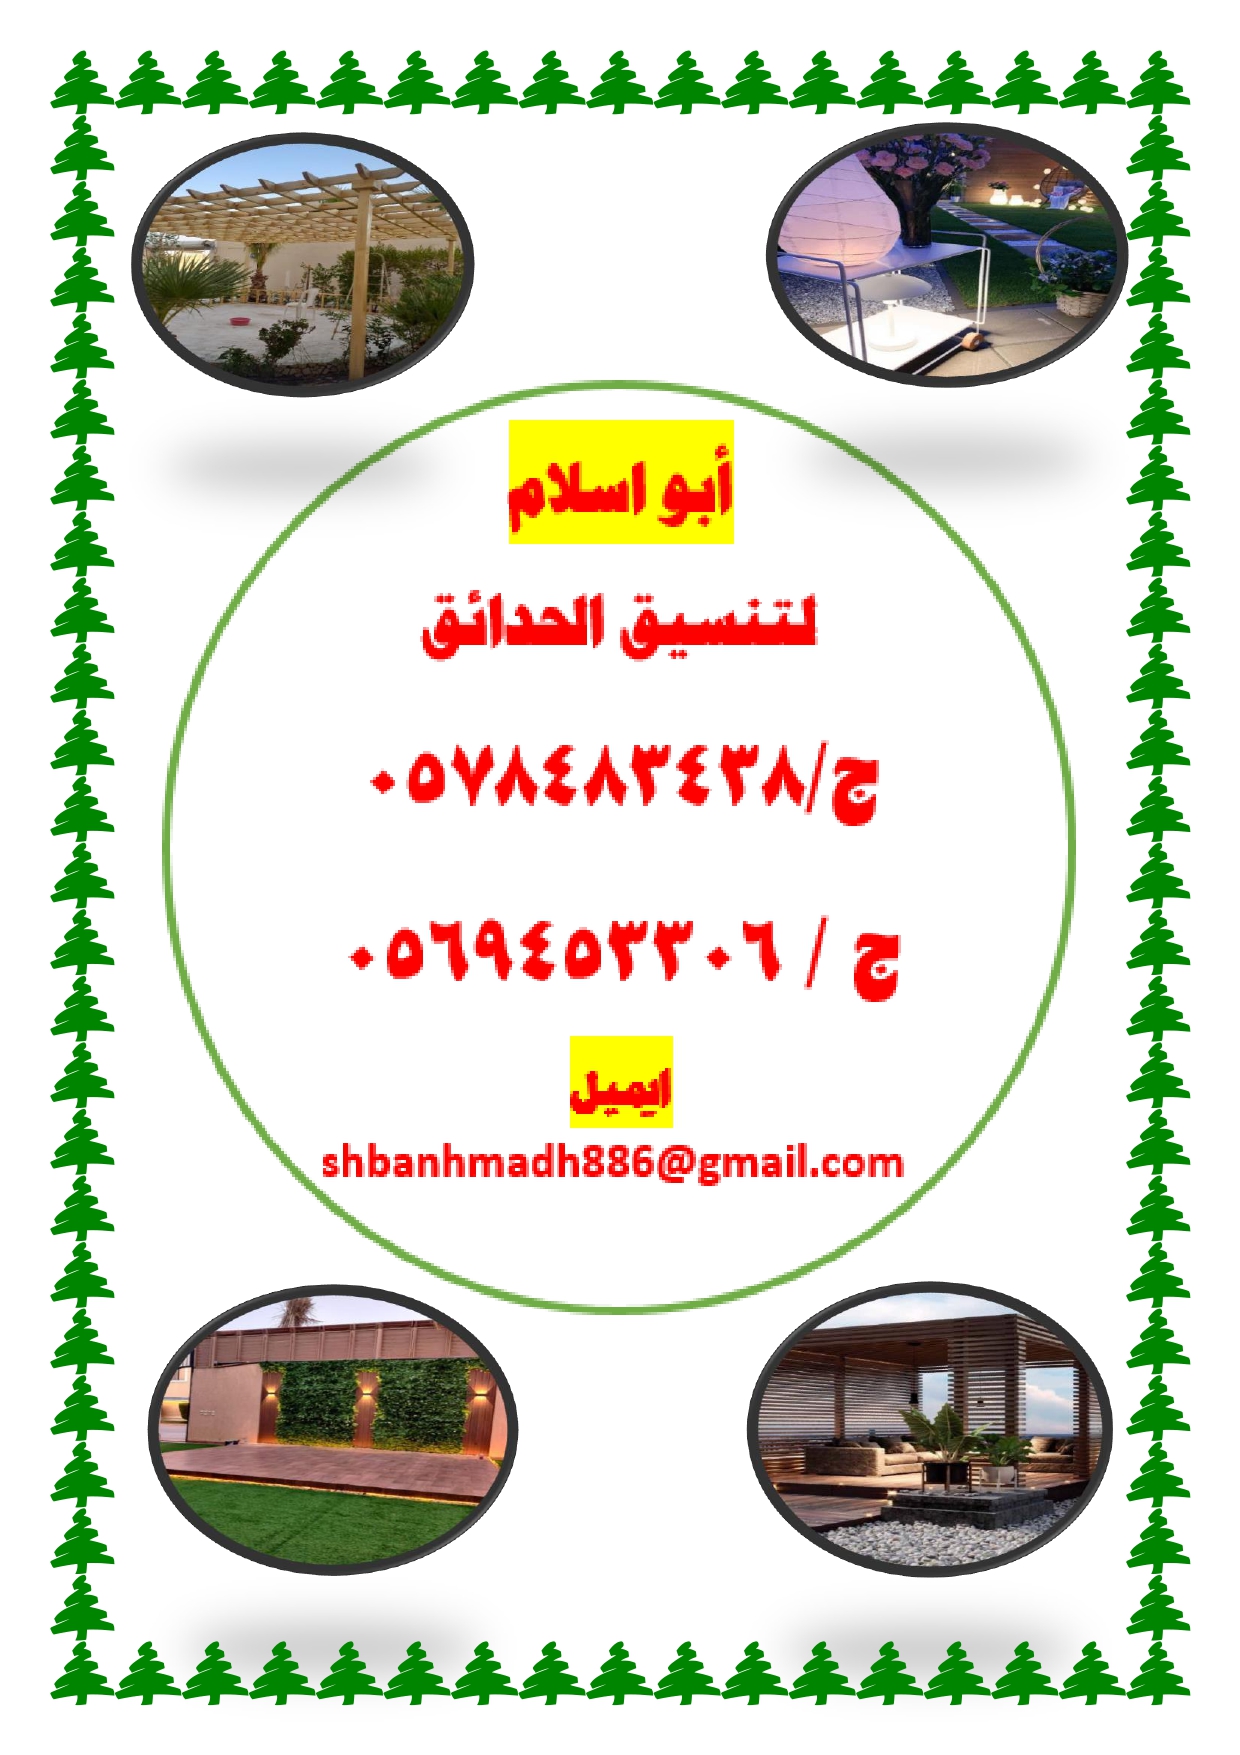 أبو اسلام
لتنسيق الحدائق
ج/٠٥٧٨٤٨٣٤٣٨
ج / ٠٥٦٩٤٥٣٣٠٦
ايميل
shbanhmadh886@gmail.com